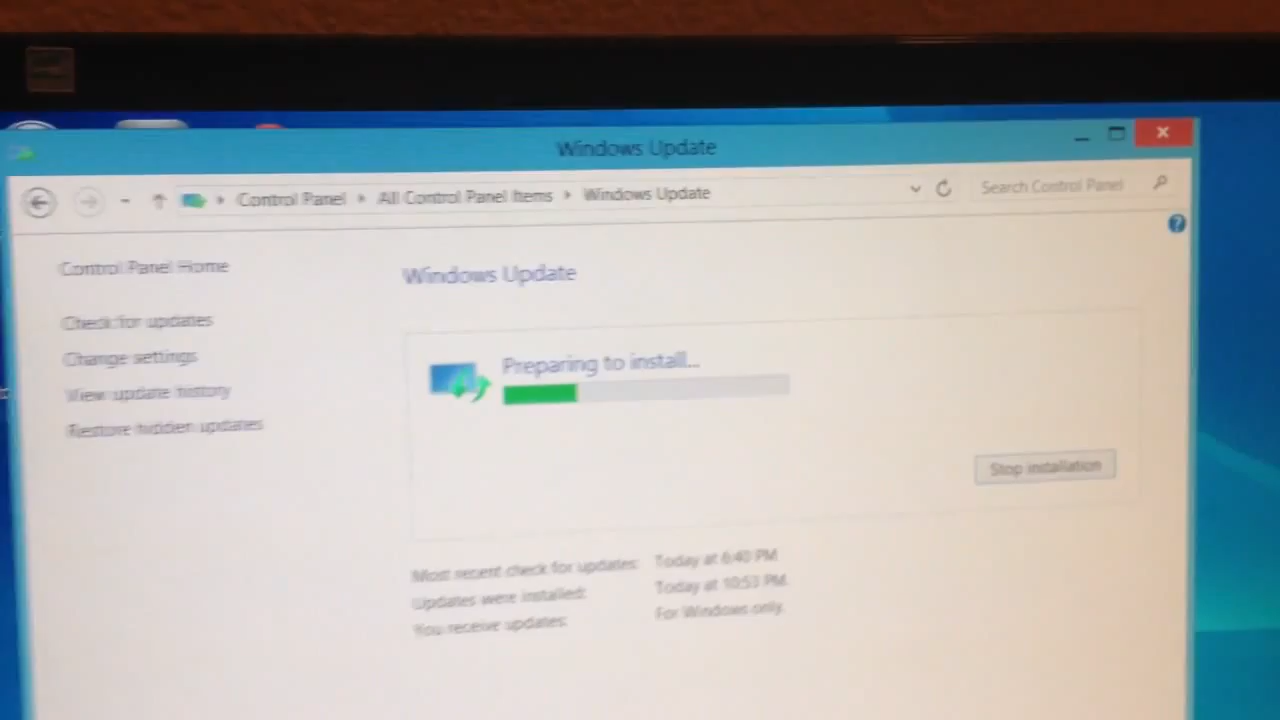 Windows Update
Control Panel All Control Panel Items Windows Update
Search Control Panel
Control Panel Home
Check for updates
Change settings
View update history
Restore hidden updates
Windows Update
Preparing to install...
Stop installation
Most recent check for updates: Today at 6:40 PM
Updates were installed: Today at 10:53 PM.
You receive updates: For Windows only.